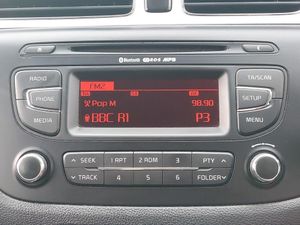 Bluetooth RDS MP3
RADIO
FM2
TA/SCAN
PHONE
Pop M 98.90
SETUP
MEDIA
BBC R1 P3
MENU
SEEK 1 RPT 2 RDM 3 PTY
TRACK 4 5 6 FOLDER